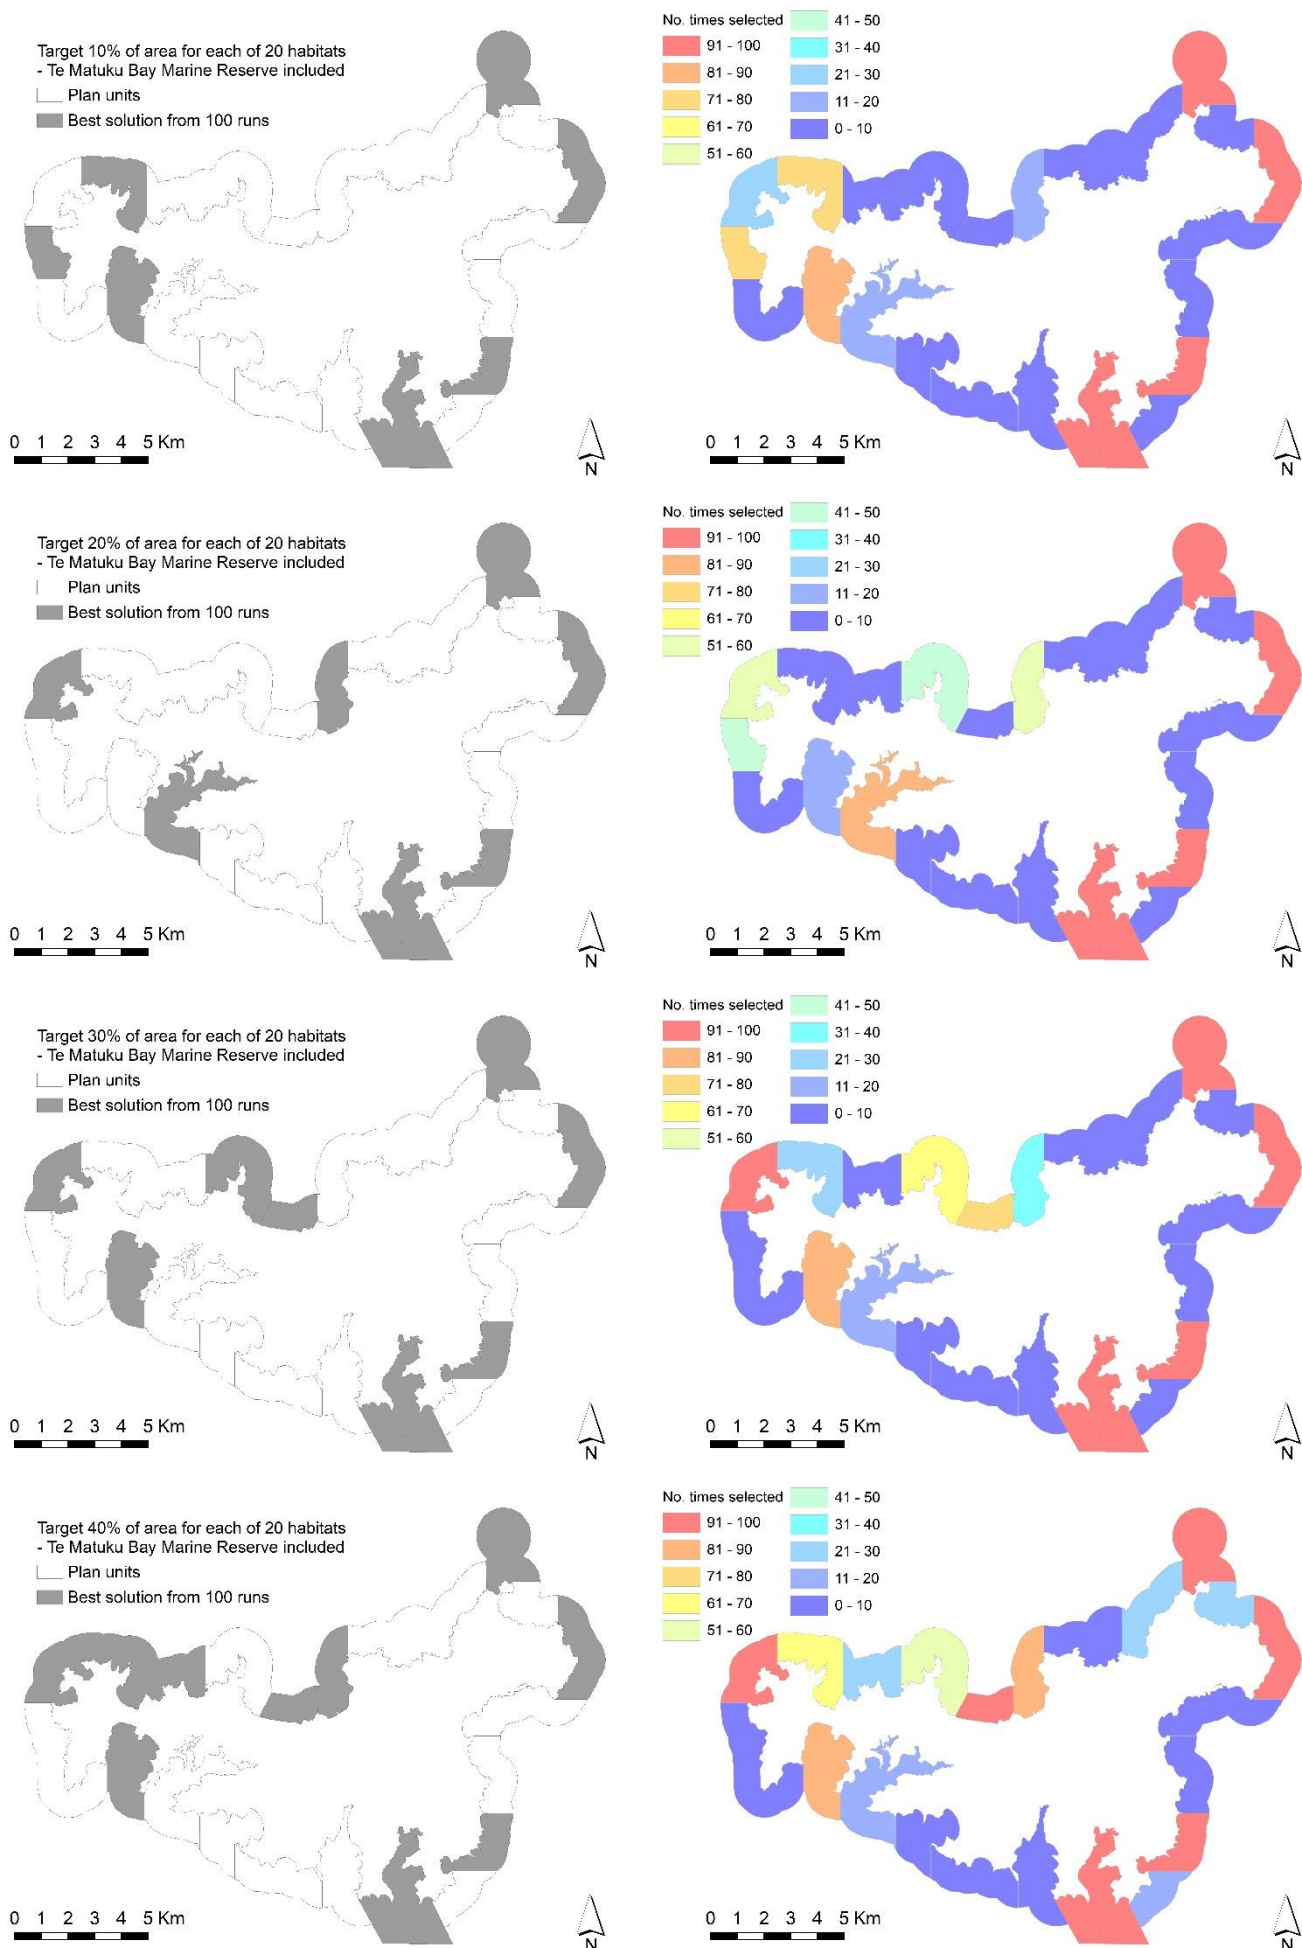 Target 10% of area for each of 20 habitats
- Te Matuku Bay Marine Reserve included
Plan units
Best solution from 100 runs
0 1 2 3 4 5 Km
N
No. times selected
91 - 100
81 - 90
71 - 80
61 - 70
51 - 60
41 - 50
31 - 40
21 - 30
11 - 20
0 - 10
0 1 2 3 4 5 Km
N
Target 20% of area for each of 20 habitats
- Te Matuku Bay Marine Reserve included
Plan units
Best solution from 100 runs
0 1 2 3 4 5 Km
N
No. times selected
91 - 100
81 - 90
71 - 80
61 - 70
51 - 60
41 - 50
31 - 40
21 - 30
11 - 20
0 - 10
0 1 2 3 4 5 Km
N
Target 30% of area for each of 20 habitats
- Te Matuku Bay Marine Reserve included
Plan units
Best solution from 100 runs
0 1 2 3 4 5 Km
N
No. times selected
91 - 100
81 - 90
71 - 80
61 - 70
51 - 60
41 - 50
31 - 40
21 - 30
11 - 20
0 - 10
0 1 2 3 4 5 Km
N
Target 40% of area for each of 20 habitats
- Te Matuku Bay Marine Reserve included
Plan units
Best solution from 100 runs
0 1 2 3 4 5 Km
N
No. times selected
91 - 100
81 - 90
71 - 80
61 - 70
51 - 60
41 - 50
31 - 40
21 - 30
11 - 20
0 - 10
0 1 2 3 4 5 Km
N